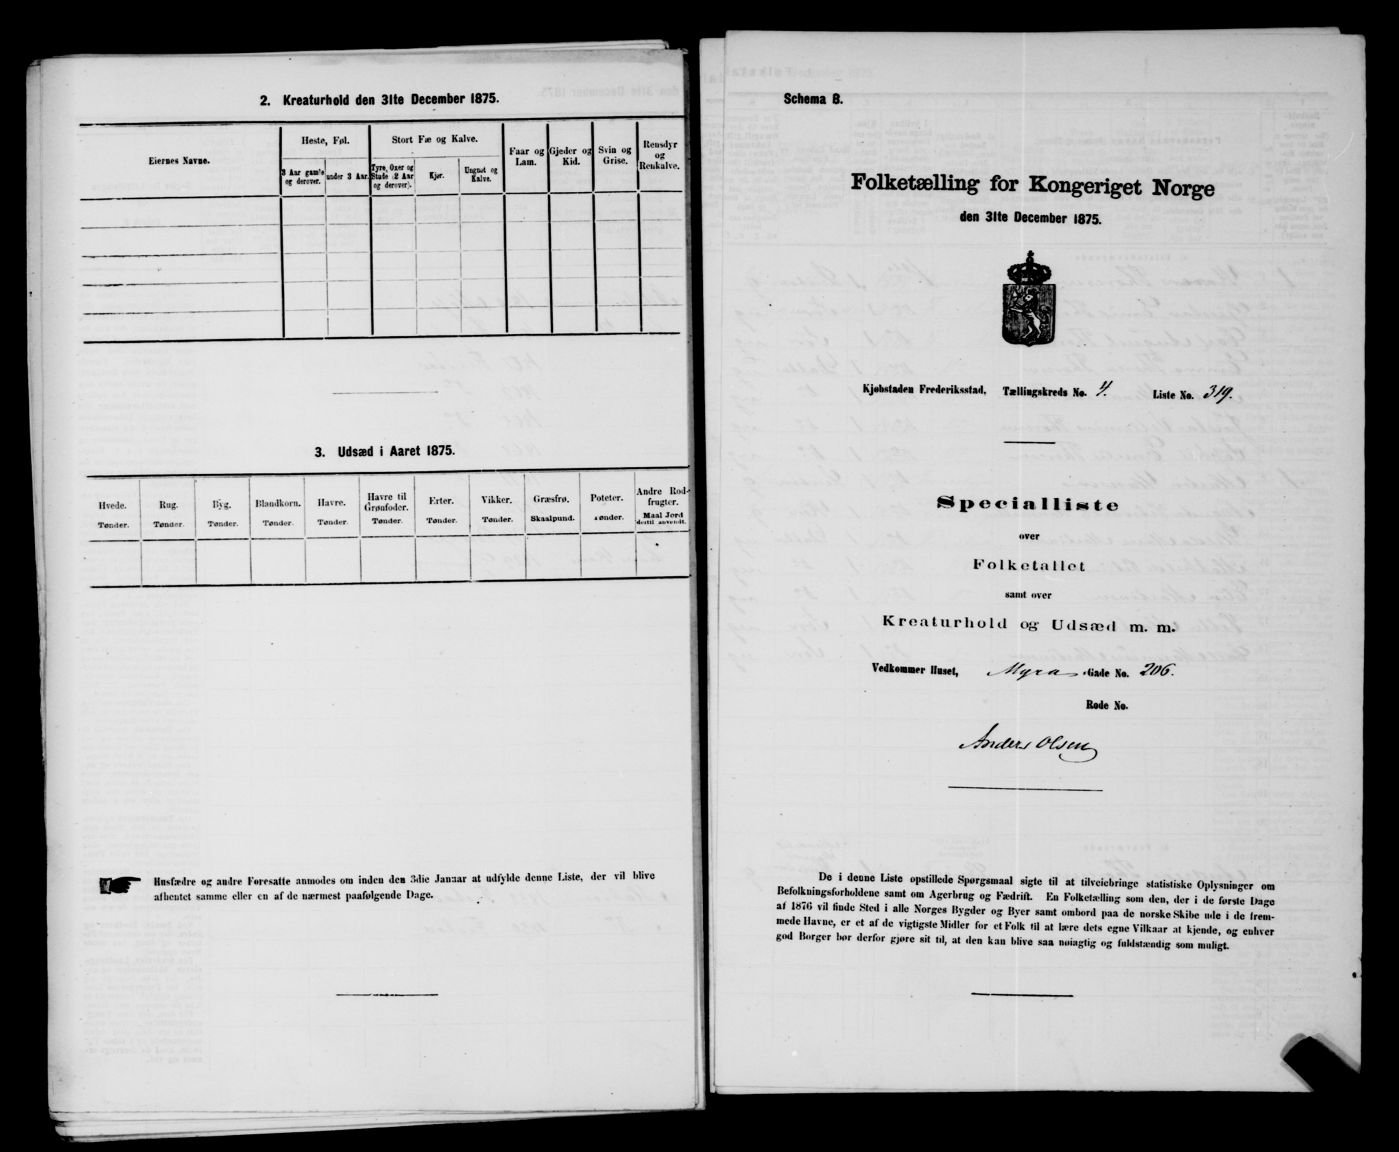 2. Kreaturhold den 31te December 1875.
Eiernes Navne.
Heste, Føl.
Stort Fæ og Kalve.
Faar og Lam.
Gjeder og Kid.
Svin og Grise.
Rensdyr og Renkalve.
3 Aar gamle og derover.
under 3 Aar.
Tyre, Oxer og Stude (2 Aar og derover).
Kjør.
Ungnøt og Kalve.
3. Udsæd i Aaret 1875.
Hvede.
Rug.
Byg.
Blandkorn.
Havre.
Havre til Grønfoder.
Erter.
Vikker.
Græsfrø.
Poteter.
Andre Rodfrugter.
Tønder.
Tønder.
Tønder.
Tønder.
Tønder.
Tønder.
Tønder.
Tønder.
Skaalpund.
Tønder.
Maal Jord dertil anvendt.
Husfædre og andre Foresatte anmodes om inden den 3die Januar at udfylde denne Liste, der vil blive
afhentet samme eller en af de nærmest paafølgende Dage.
Schema B.
Folketælling for Kongeriget Norge
den 31te December 1875.
Kjøbstaden Frederiksstad, Tællingskreds No. 4. Liste No. 319.
Specialliste
over
Folketallet
samt over
Kreaturhold og Udsæd m. m.
Vedkommer Huset, Myra Gade No. 206.
Rode No.
Anders Olsen
De i denne Liste opstillede Spørgsmaal sigte til at tilveiebringe statistiske Oplysninger om
Befolkningsforholdene samt om Agerbrug og Fædrift. En Folketælling som den, der i de første Dage
af 1876 vil finde Sted i alle Norges Bygder og Byer samt ombord paa de norske Skibe ude i de frem-
mede Havne, er et af de vigtigste Midler for et Folk til at lære dets egne Vilkaar at kjende, og enhver
god Borger bør derfor gjøre sit til, at den kan blive saa nøiagtig og fuldstændig som muligt.